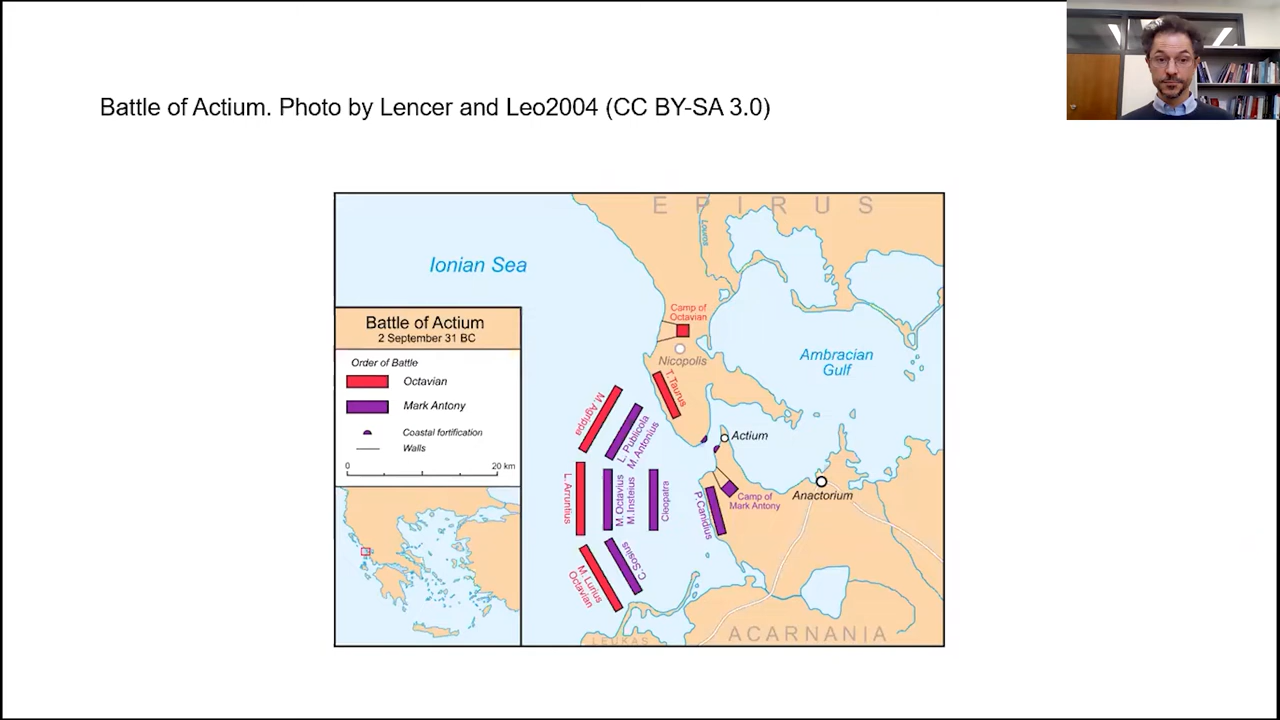 Battle of Actium. Photo by Lencer and Leo2004 (CC BY-SA 3.0)
EPIRUS
Louros
Ionian Sea
Camp of
Octavian
Battle of Actium
2 September 31 BC
Nicopolis
Ambracian
Gulf
Order of Battle
Octavian
Mark Antony
Coastal fortification
Walls
0
20 km
T. Taurus
M. Agrippa
L. Publicola
M. Antonius
Actium
L. Arruntius
M. Octavius
M. Insteius
Cleopatra
P. Canidius
Camp of
Mark Antony
Anactorium
C. Sosius
M. Lurius
Octavian
LEUKAS
ACARNANIA